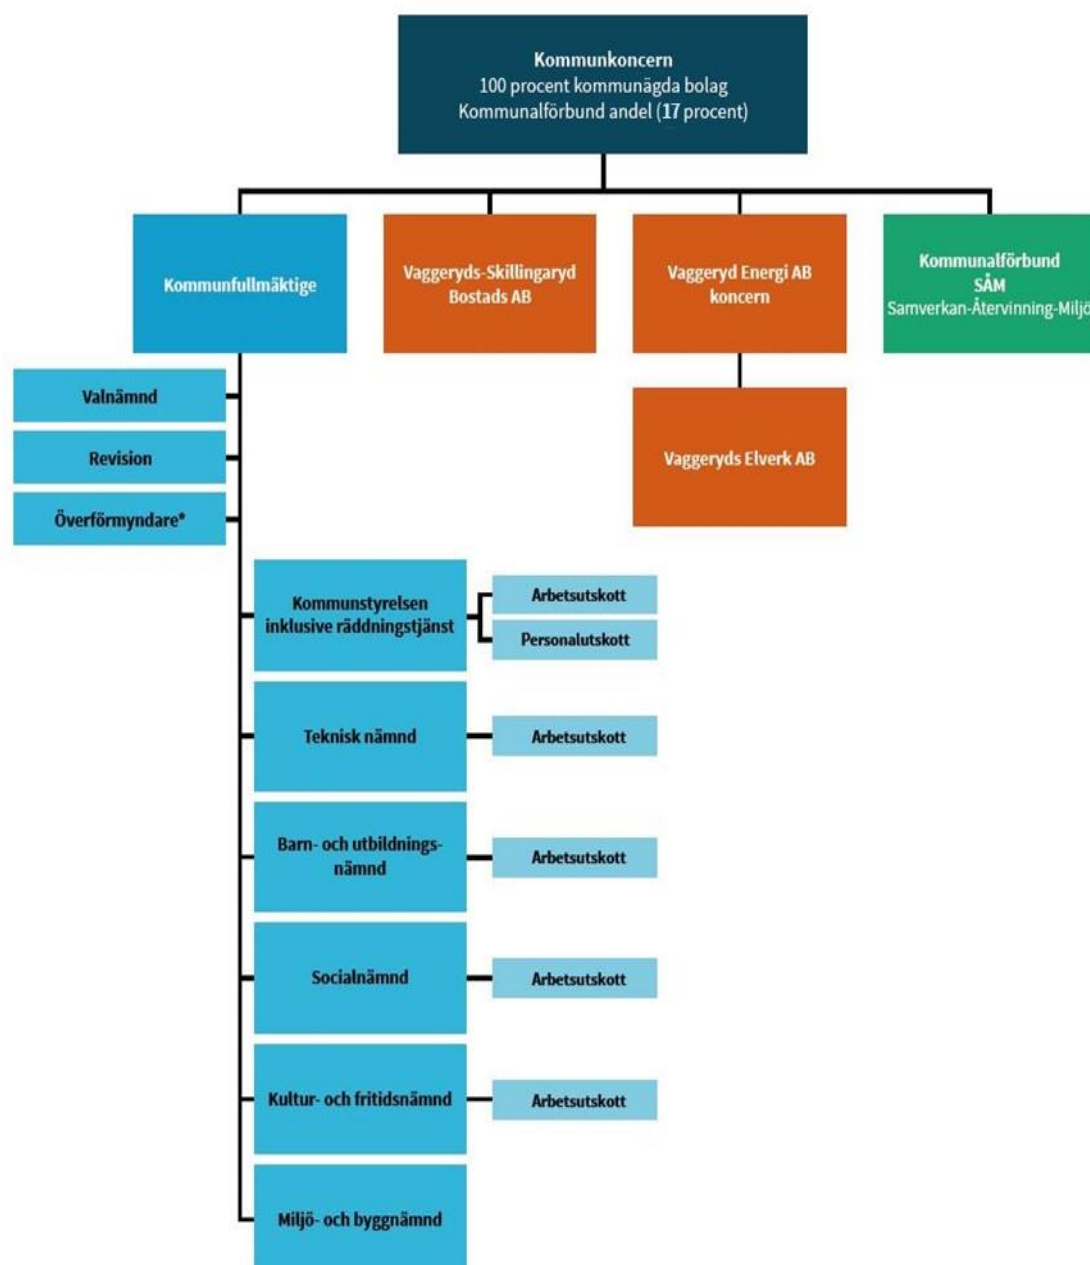 Kommunkoncern
100 procent kommunägda bolag
Kommunalförbund andel (17 procent)
Kommunfullmäktige
Vaggeryds-Skillingaryd
Bostads AB
Vaggeryd Energi AB
koncern
Kommunalförbund
SÅM
Samverkan-Återvinning-Miljö
Valnämnd
Revision
Överförmyndare*
Vaggeryds Elverk AB
Kommunstyrelsen
inklusive räddningstjänst
Arbetsutskott
Personalutskott
Teknisk nämnd
Arbetsutskott
Barn- och utbildnings-
nämnd
Arbetsutskott
Socialnämnd
Arbetsutskott
Kultur- och fritidsnämnd
Arbetsutskott
Miljö- och byggnämnd